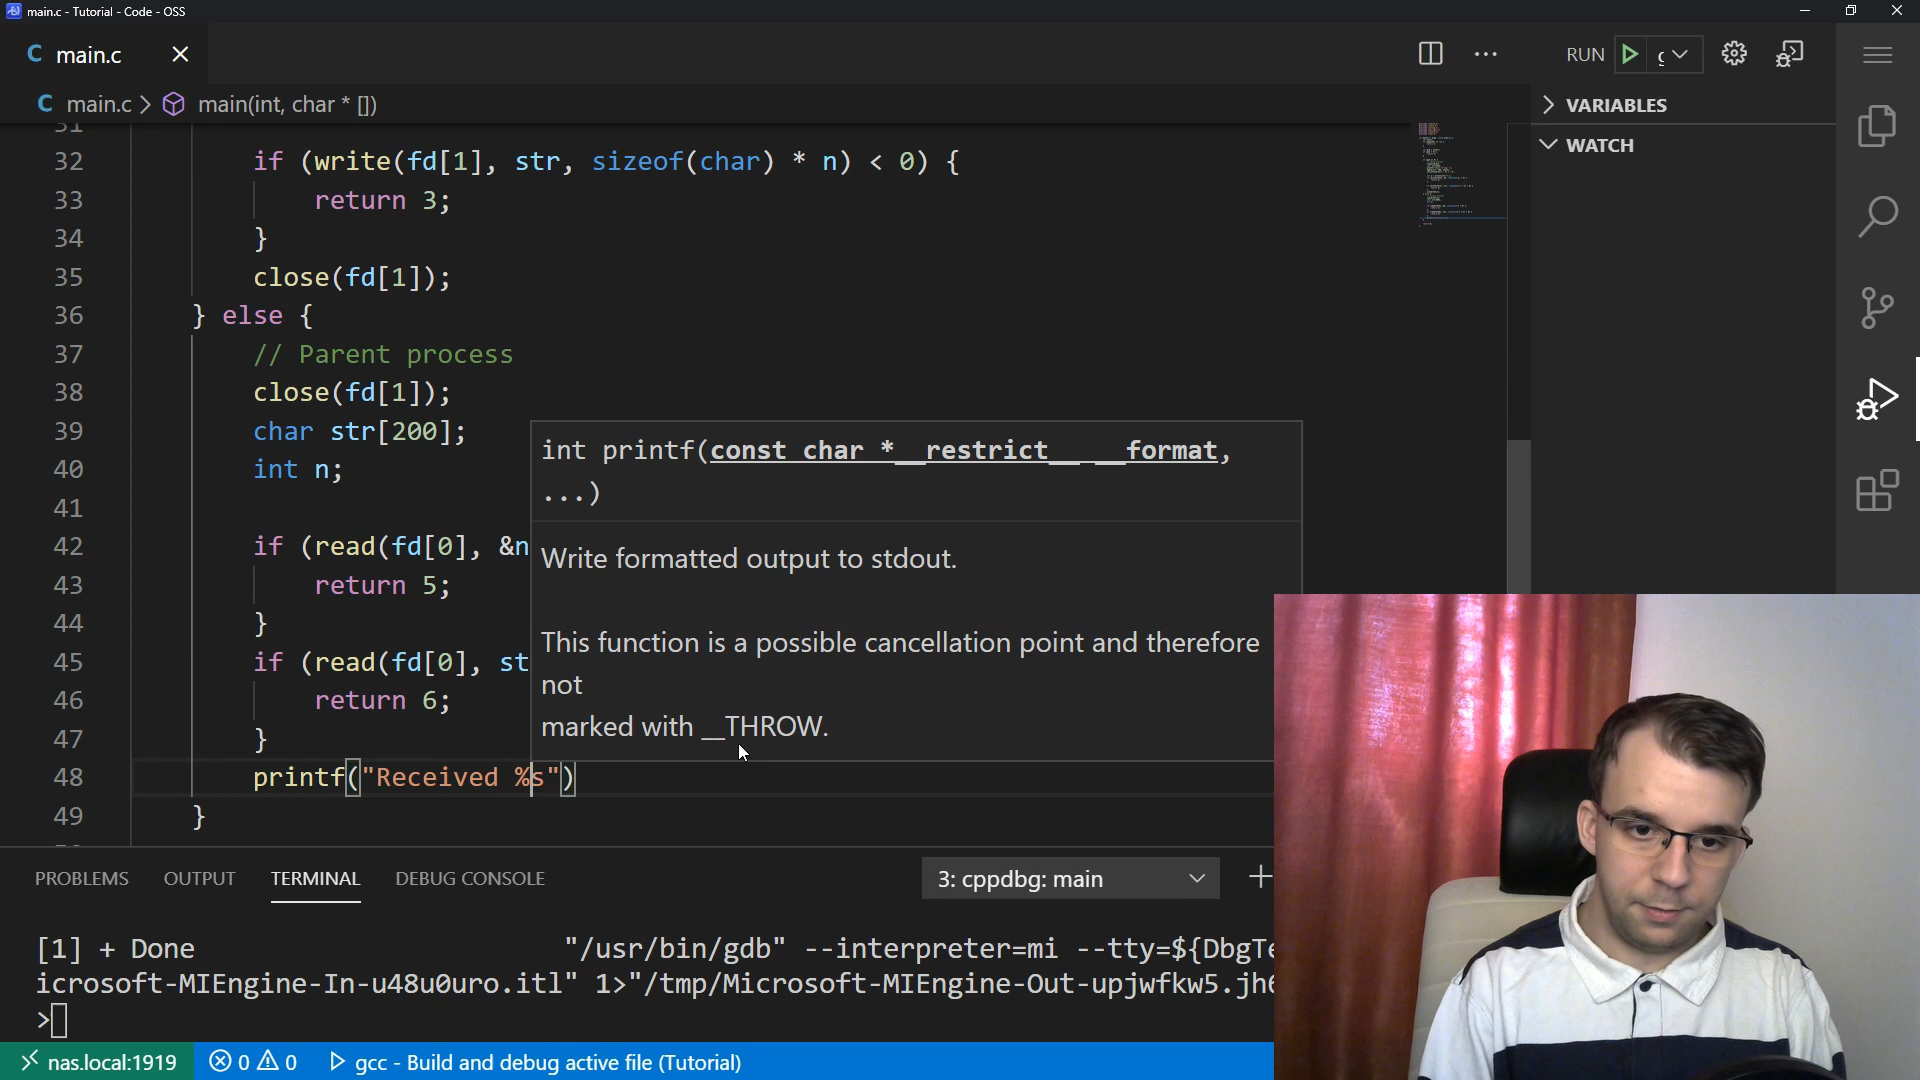 main.c - Tutorial - Code - OSS
C main.c
RUN
C main.c > main(int, char * [])
VARIABLES
WATCH
31
32 if (write(fd[1], str, sizeof(char) * n) < 0) {
33 return 3;
34 }
35 close(fd[1]);
36 } else {
37 // Parent process
38 close(fd[1]);
39 char str[200];
40 int n;
41
42 if (read(fd[0], &n
43 return 5;
44 }
45 if (read(fd[0], st
46 return 6;
47 }
48 printf("Received %s")
49 }
int printf(const char *__restrict__ __format,
...)
Write formatted output to stdout.
This function is a possible cancellation point and therefore
not
marked with __THROW.
PROBLEMS OUTPUT TERMINAL DEBUG CONSOLE
3: cppdbg: main
[1] + Done "/usr/bin/gdb" --interpreter=mi --tty=${DbgTe
icrosoft-MIEngine-In-u48u0uro.itl" 1>"/tmp/Microsoft-MIEngine-Out-upjwfkw5.jh6
>
nas.local:1919 0 0 gcc - Build and debug active file (Tutorial)